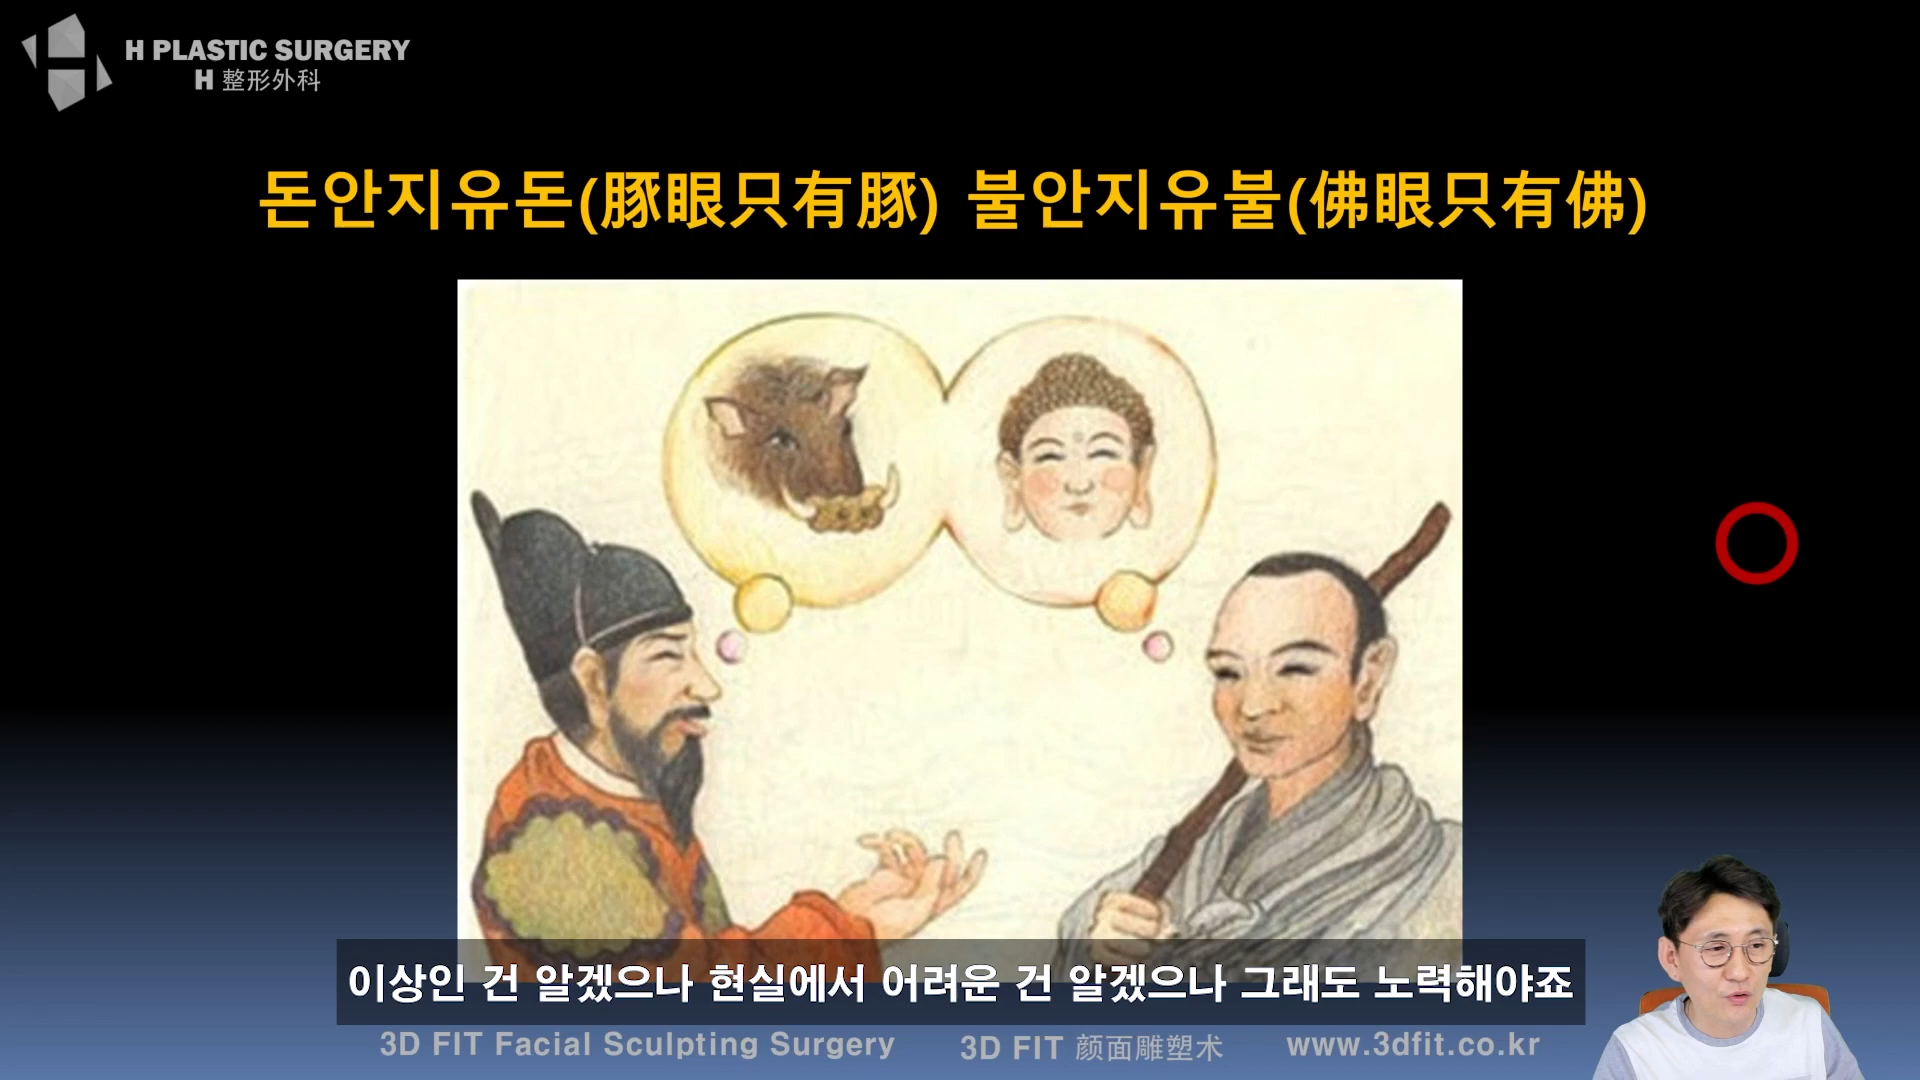 H PLASTIC SURGERY
H 整形外科
돈안지유돈(豚眼只有豚) 불안지유불(佛眼只有佛)
이상인 건 알겠으나 현실에서 어려운 건 알겠으나 그래도 노력해야죠
3D FIT Facial Sculpting Surgery 3D FIT 颜面雕塑术 www.3dfit.co.kr